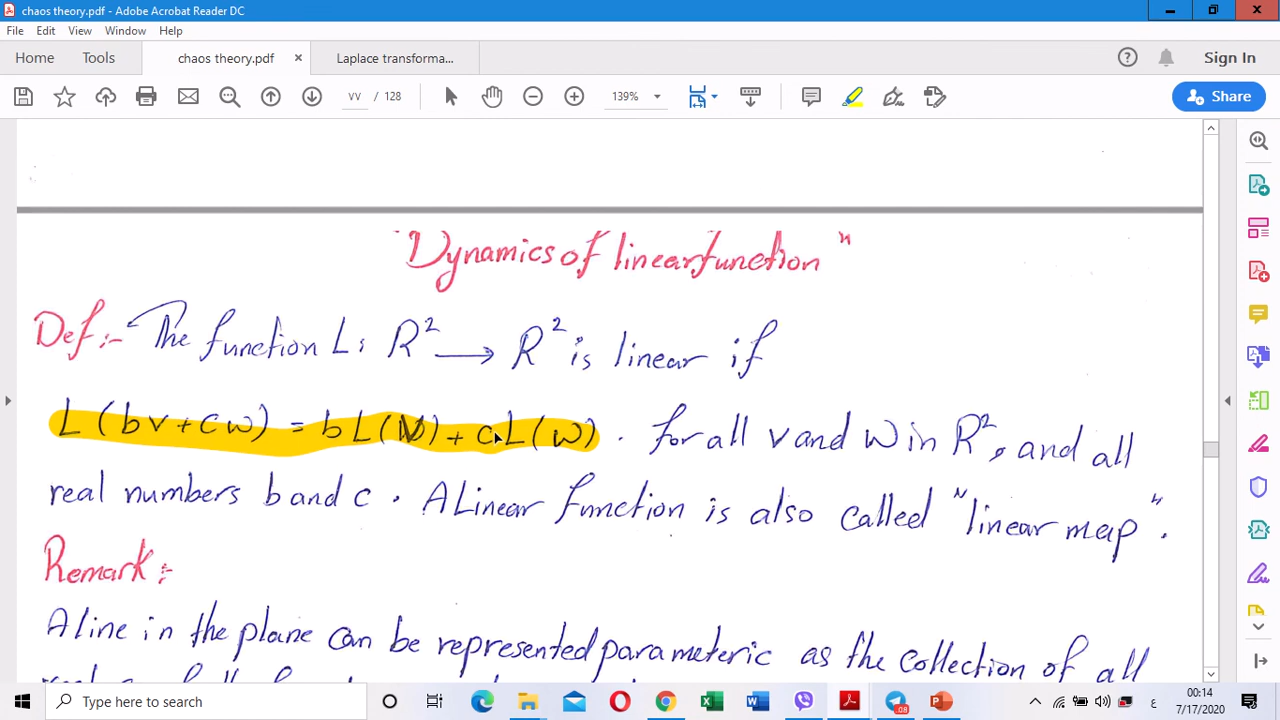 chaos theory.pdf - Adobe Acrobat Reader DC
File Edit View Window Help
Home Tools chaos theory.pdf × Laplace transforma... Sign In
٧٧ / 128 139% Share
"Dynamics of linear function"
Def:- The function L: R² → R² is linear if
L(bv+cw) = bL(v)+cL(w). for all v and w in R², and all
real numbers b and c. A Linear function is also called "linear map".
Remark:-
A line in the plane can be represented parameteric as the collection of all
Type here to search
00:14
7/17/2020